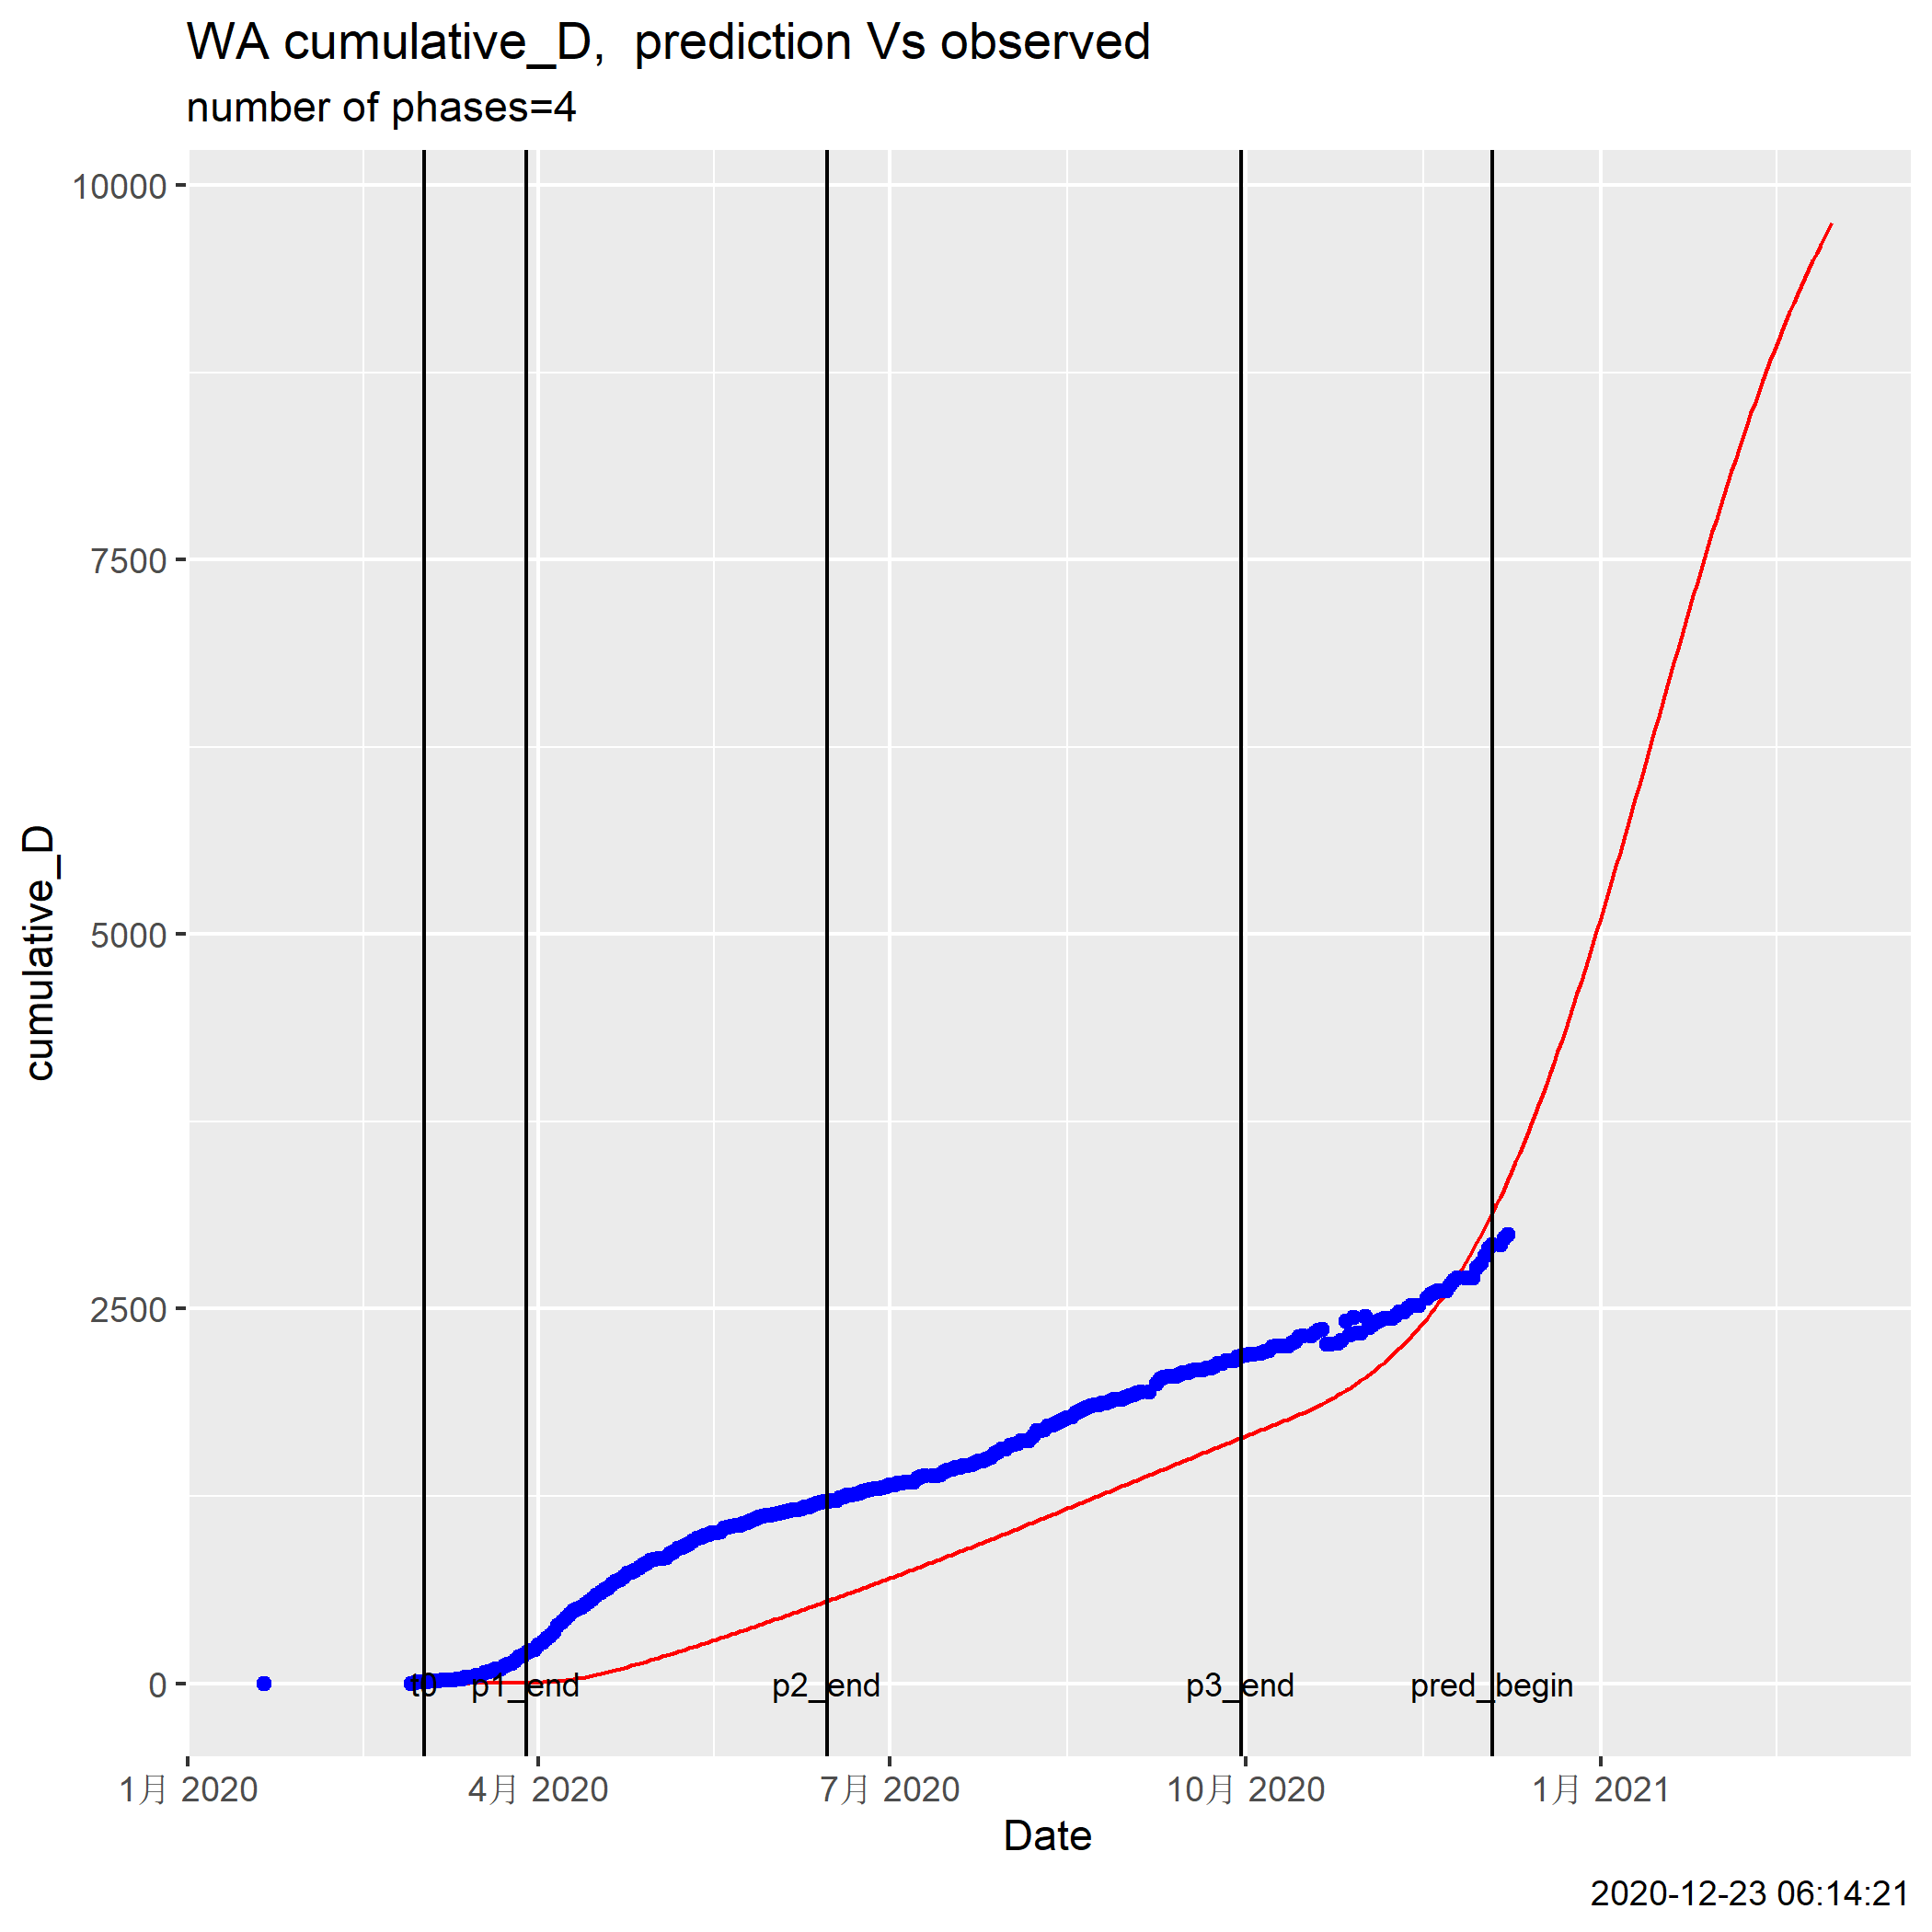 WA cumulative_D,  prediction Vs observed
number of phases=4
cumulative_D
10000
7500
5000
2500
0
t0
p1_end
p2_end
p3_end
pred_begin
1月 2020
4月 2020
7月 2020
10月 2020
1月 2021
Date
2020-12-23 06:14:21